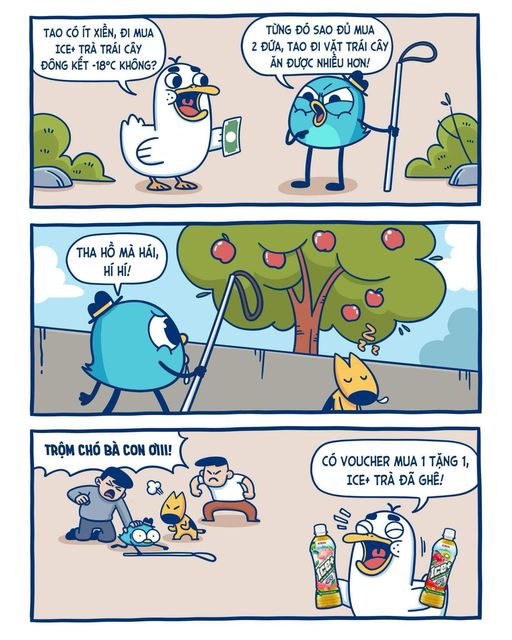 TAO CÓ ÍT XIỀN, ĐI MUA
ICE+ TRÀ TRÁI CÂY
ĐÔNG KẾT -18°C KHÔNG?
TỪNG ĐÓ SAO ĐỦ MUA
2 ĐỨA, TAO ĐI VẶT TRÁI CÂY
ĂN ĐƯỢC NHIỀU HƠN!
THA HỒ MÀ HÁI,
HÍ HÍ!
TRỘM CHÓ BÀ CON ƠIII!
CÓ VOUCHER MUA 1 TẶNG 1,
ICE+ TRÀ ĐÃ GHÊ!
ICE+
ICE+